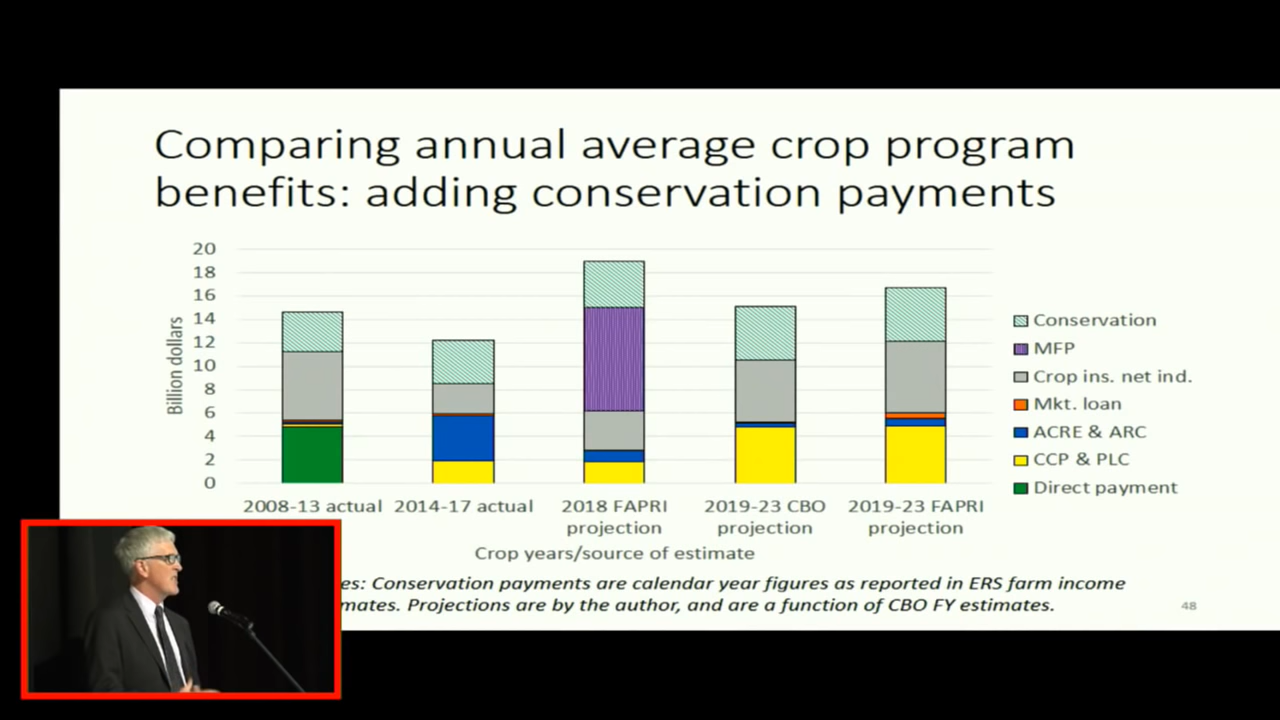 Comparing annual average crop program
benefits: adding conservation payments
Billion dollars
20
18
16
14
12
10
8
6
4
2
0
2008-13 actual
2014-17 actual
2018 FAPRI
projection
2019-23 CBO
projection
2019-23 FAPRI
projection
Crop years/source of estimate
Conservation
MFP
Crop ins. net ind.
Mkt. loan
ACRE & ARC
CCP & PLC
Direct payment
Conservation payments are calendar year figures as reported in ERS farm income
Projections are by the author, and are a function of CBO FY estimates.
48